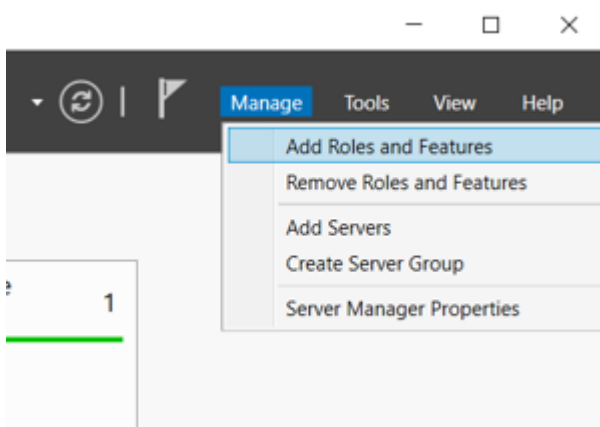 Manage Tools View Help
Add Roles and Features
Remove Roles and Features
Add Servers
Create Server Group
Server Manager Properties
1